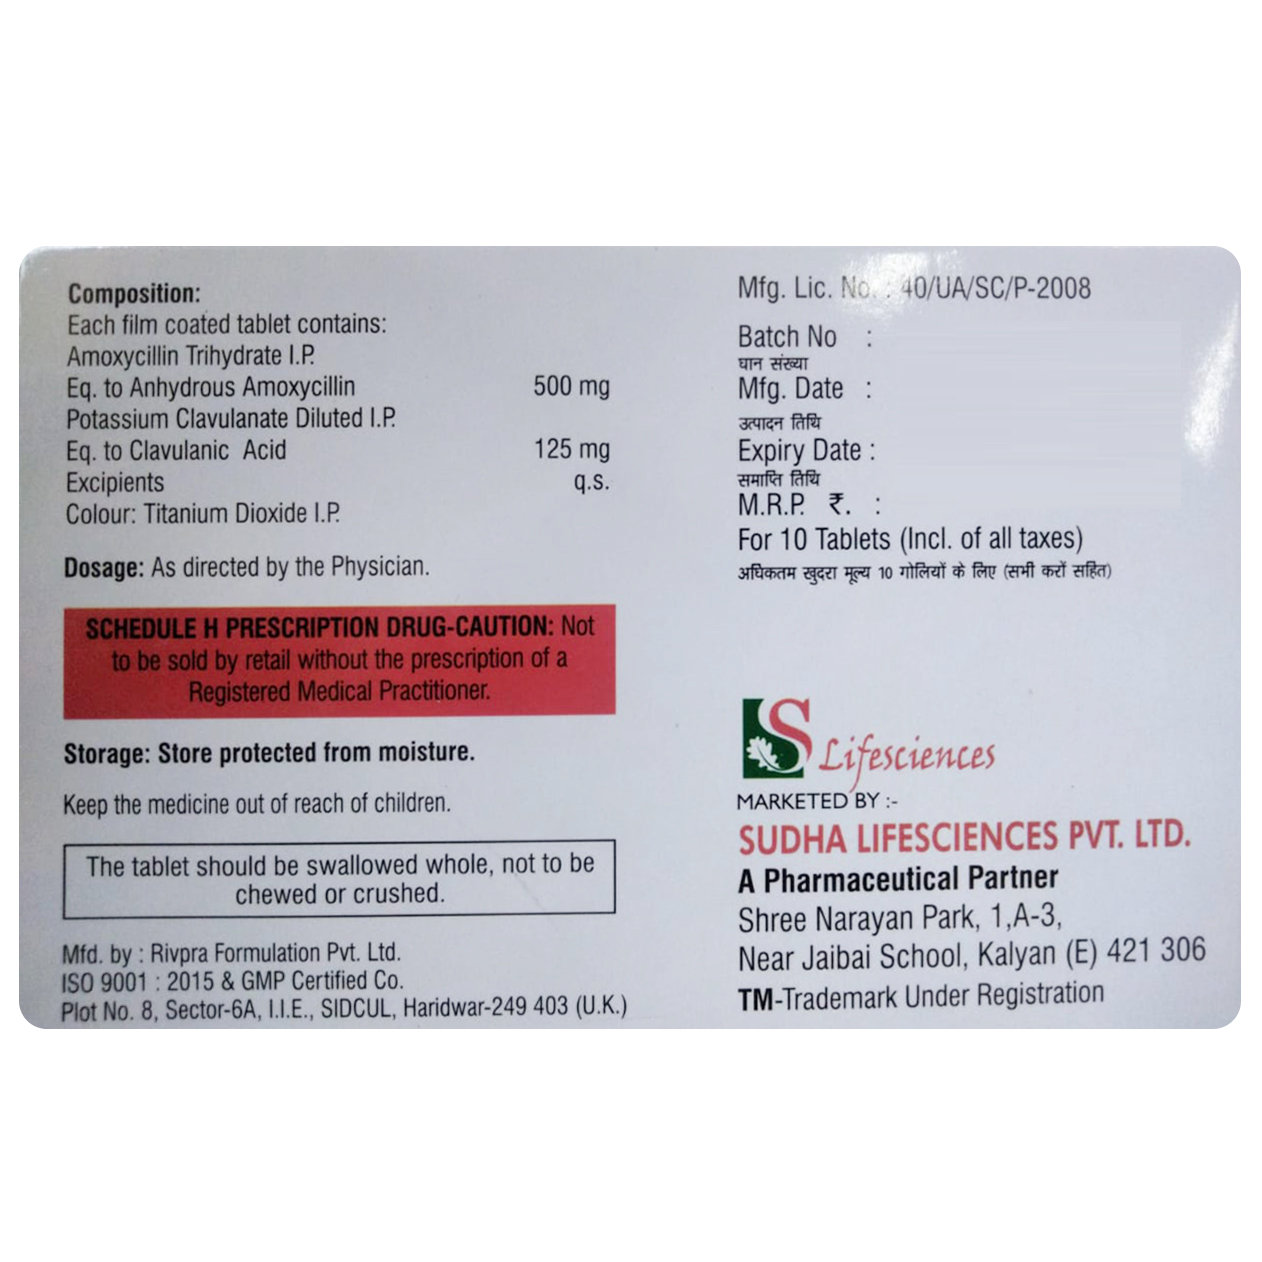 Composition:
Each film coated tablet contains:
Amoxycillin Trihydrate I.P.
Eq. to Anhydrous Amoxycillin 500 mg
Potassium Clavulanate Diluted I.P.
Eq. to Clavulanic Acid 125 mg
Excipients q.s.
Colour: Titanium Dioxide I.P.
Dosage: As directed by the Physician.
SCHEDULE H PRESCRIPTION DRUG-CAUTION: Not
to be sold by retail without the prescription of a
Registered Medical Practitioner.
Storage: Store protected from moisture.
Keep the medicine out of reach of children.
The tablet should be swallowed whole, not to be
chewed or crushed.
Mfd. by : Rivpra Formulation Pvt. Ltd.
ISO 9001 : 2015 & GMP Certified Co.
Plot No. 8, Sector-6A, I.I.E., SIDCUL, Haridwar-249 403 (U.K.)
Mfg. Lic. No. : 40/UA/SC/P-2008
Batch No :
घान संख्या
Mfg. Date :
उत्पादन तिथि
Expiry Date :
समाप्ति तिथि
M.R.P. ₹. :
For 10 Tablets (Incl. of all taxes)
अधिकतम खुदरा मूल्य 10 गोलियों के लिए (सभी करों सहित)
LS Lifesciences
MARKETED BY :-
SUDHA LIFESCIENCES PVT. LTD.
A Pharmaceutical Partner
Shree Narayan Park, 1,A-3,
Near Jaibai School, Kalyan (E) 421 306
TM-Trademark Under Registration